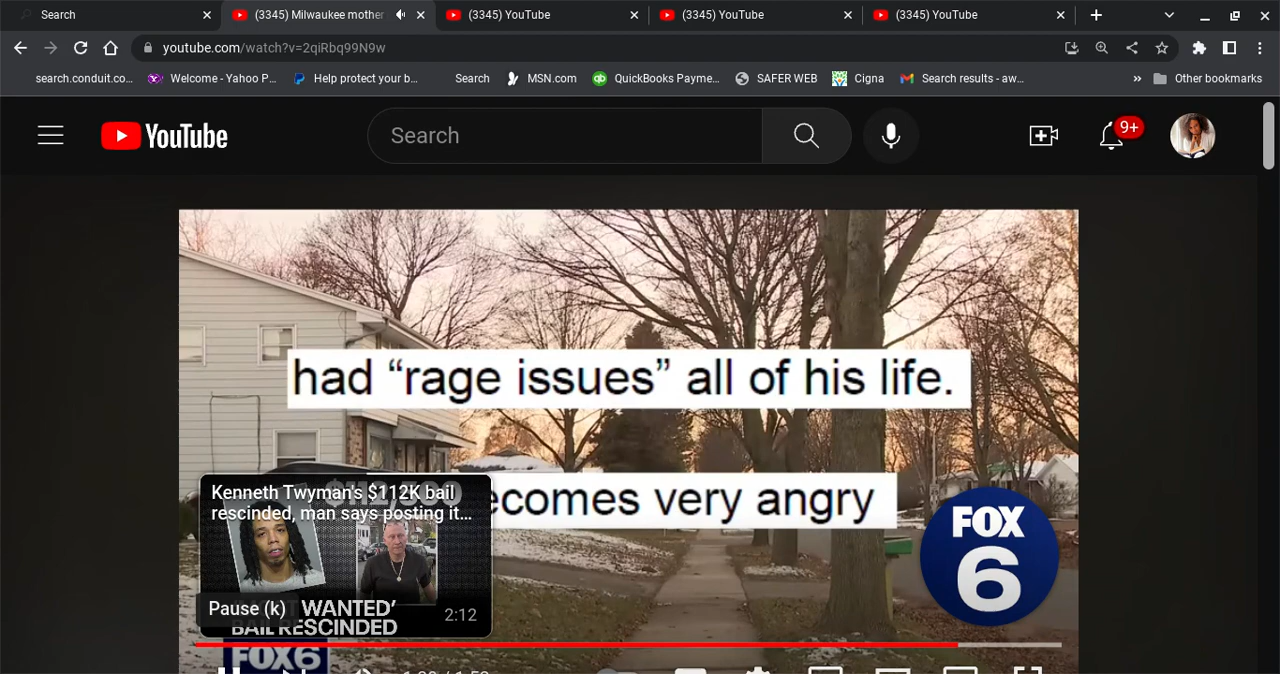 Search
(3345) Milwaukee mother
(3345) YouTube
(3345) YouTube
(3345) YouTube
youtube.com/watch?v=2qiRbq99N9w
search.conduit.co...
Welcome - Yahoo P...
Help protect your b...
Search
MSN.com
QuickBooks Payme...
SAFER WEB
Cigna
Search results - aw...
»
Other bookmarks
YouTube
Search
9+
had “rage issues” all of his life.
ecomes very angry
Kenneth Twyman's $112K bail
rescinded, man says posting it...
Pause (k)
WANTED’
2:12
BAIL RESCINDED
FOX6
FOX
6